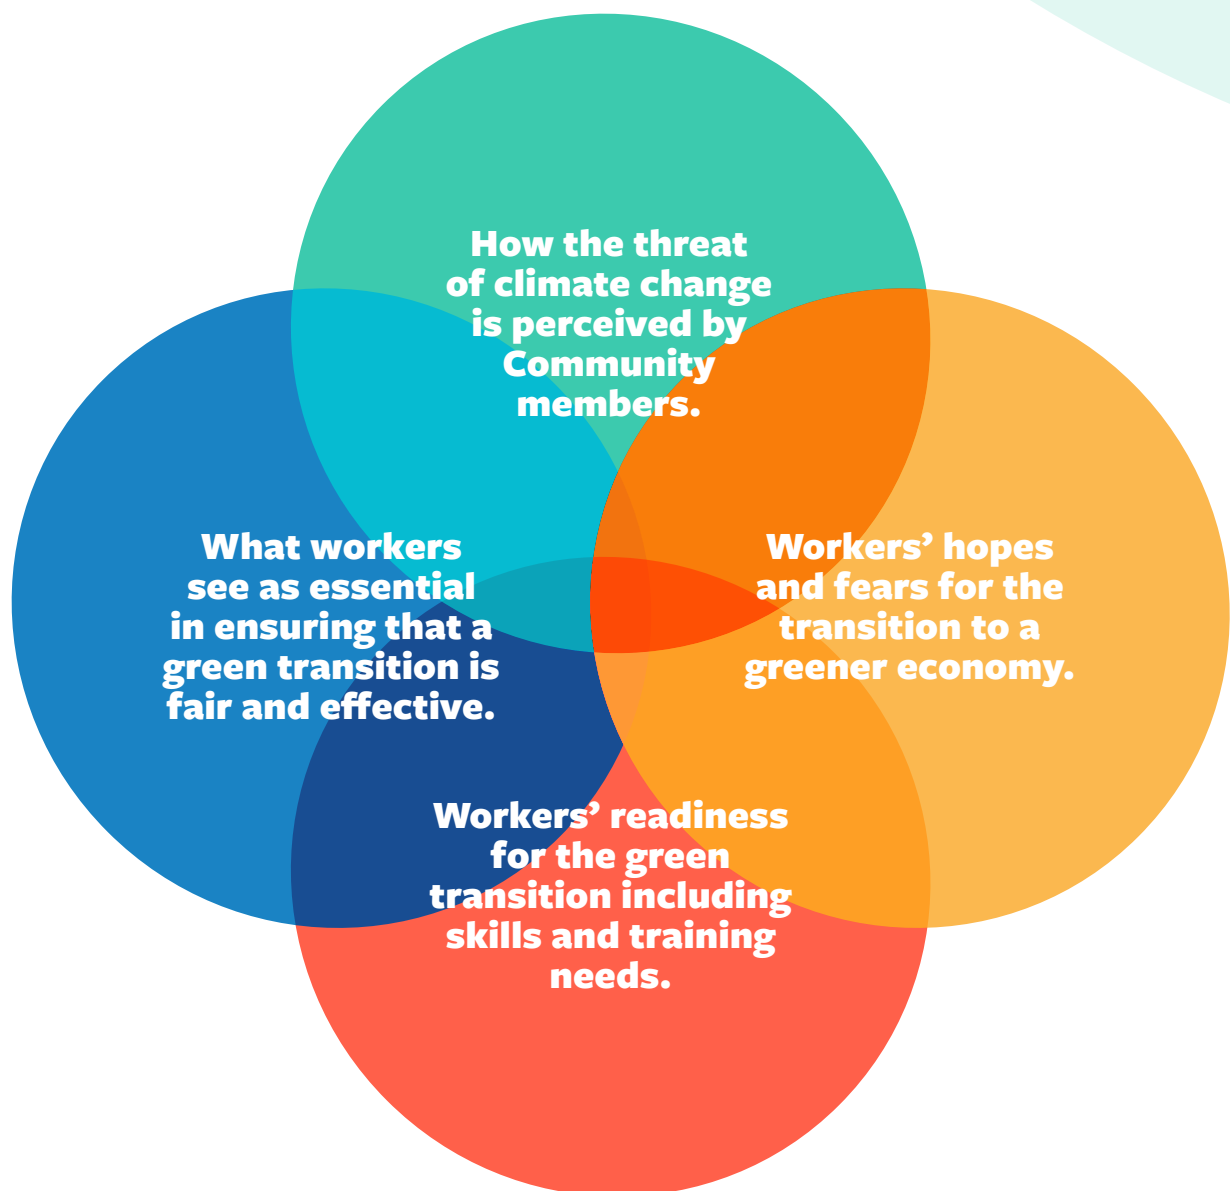 How the threat
of climate change
is perceived by
Community
members.
What workers
see as essential
in ensuring that a
green transition is
fair and effective.
Workers’ hopes
and fears for the
transition to a
greener economy.
Workers’ readiness
for the green
transition including
skills and training
needs.